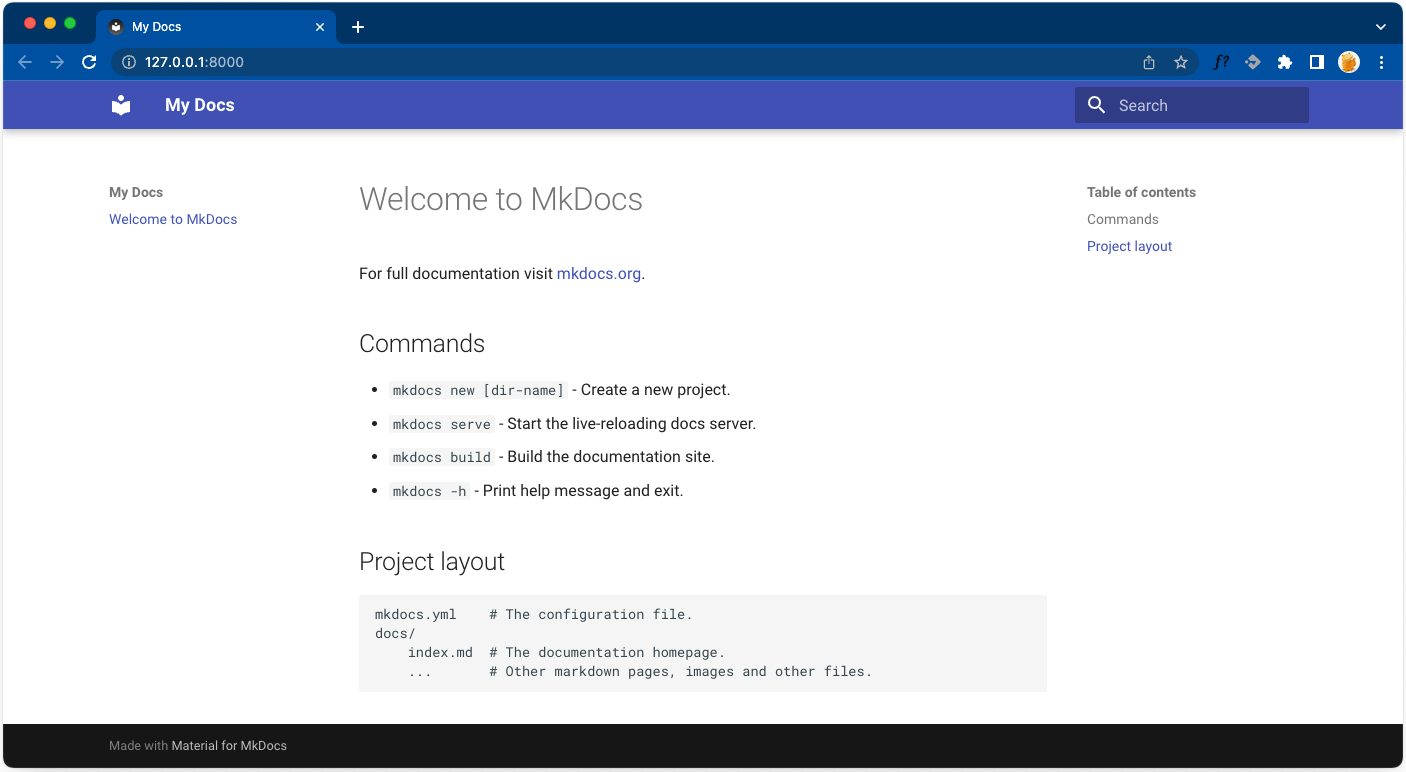 My Docs
127.0.0.1:8000
f?
My Docs
Search
My Docs
Welcome to MkDocs
Welcome to MkDocs
For full documentation visit mkdocs.org.
Commands
mkdocs new [dir-name] - Create a new project.
mkdocs serve - Start the live-reloading docs server.
mkdocs build - Build the documentation site.
mkdocs -h - Print help message and exit.
Project layout
mkdocs.yml    # The configuration file.
docs/
    index.md  # The documentation homepage.
    ...       # Other markdown pages, images and other files.
Table of contents
Commands
Project layout
Made with Material for MkDocs